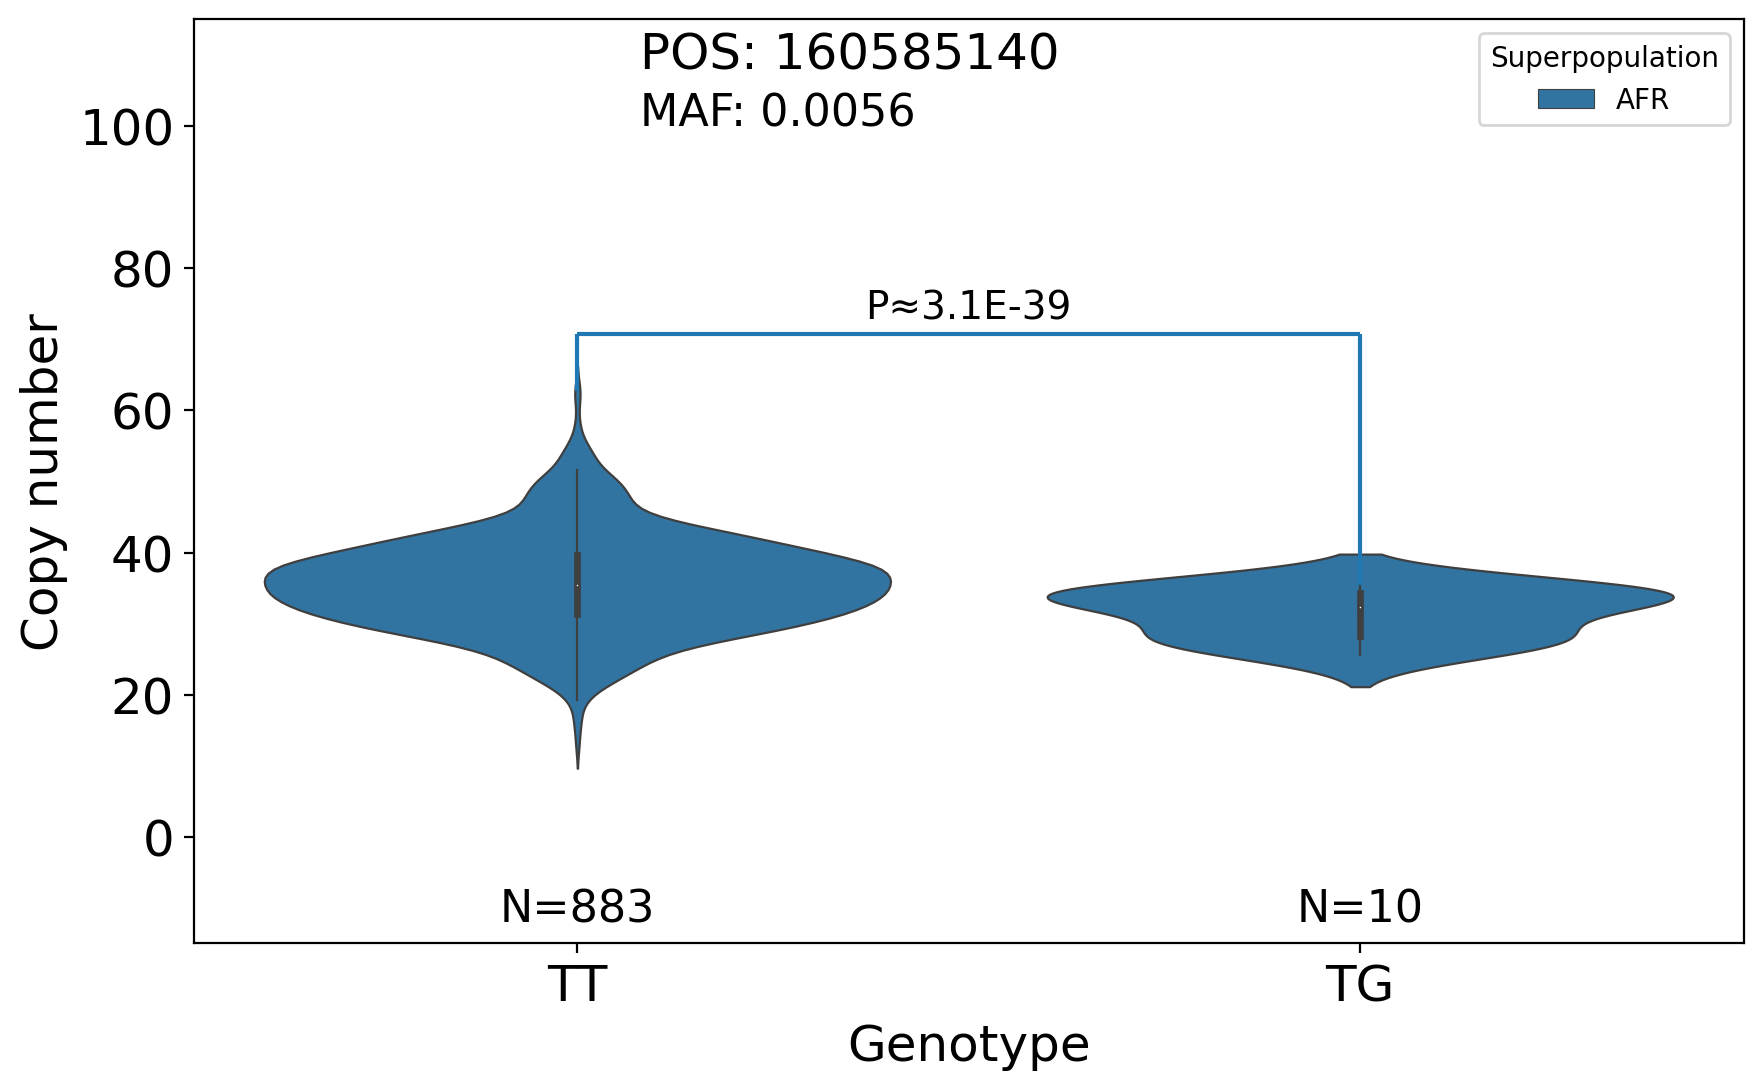 POS: 160585140
MAF: 0.0056
Superpopulation
AFR
100
80
60
40
20
0
Copy number
P≈3.1E-39
N=883
N=10
TT
TG
Genotype